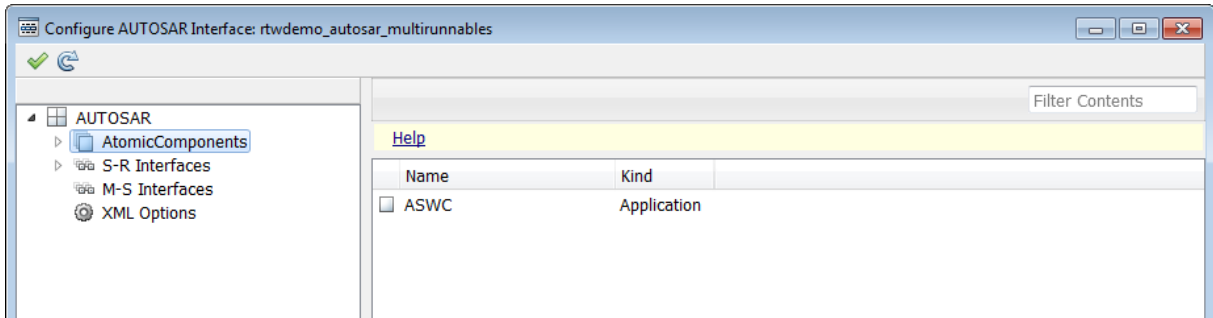 Configure AUTOSAR Interface: rtwdemo_autosar_multirunnables
Filter Contents
AUTOSAR
AtomicComponents
S-R Interfaces
M-S Interfaces
XML Options
Help
Name Kind
ASWC Application